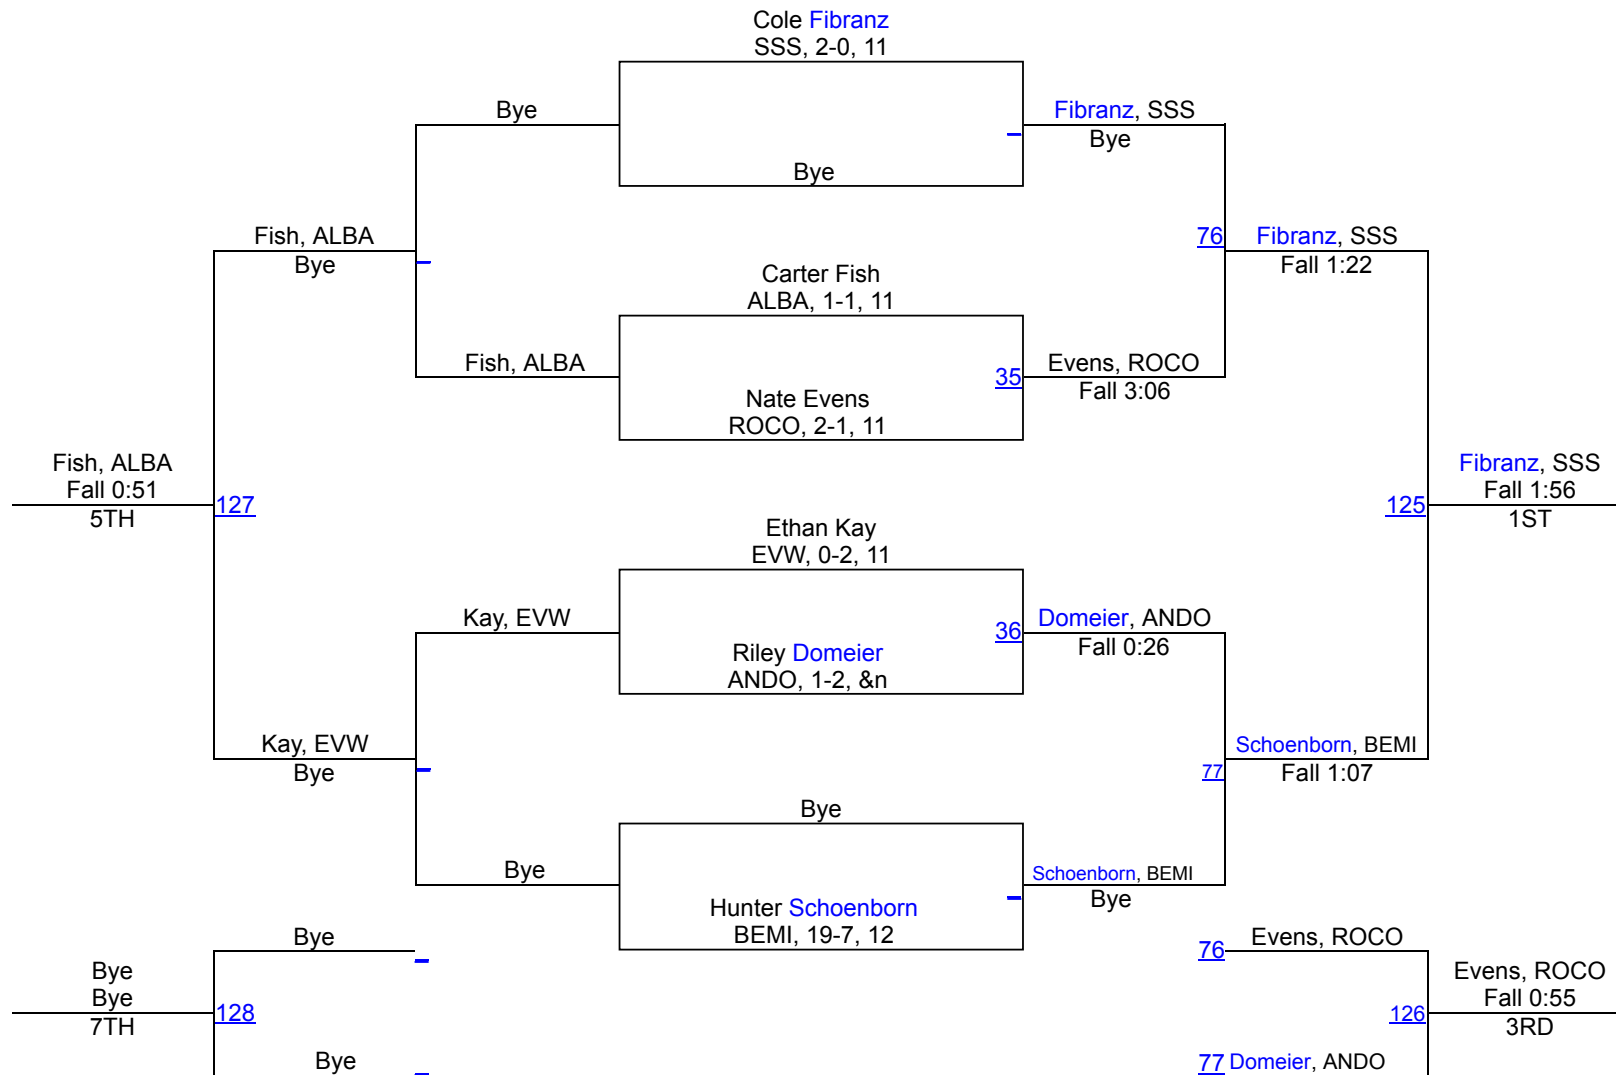 Cole Fibranz
SSS, 2-0, 11
Bye
Fibranz, SSS
Bye
Bye
Fish, ALBA
Bye
76
Fibranz, SSS
Fall 1:22
Carter Fish
ALBA, 1-1, 11
Fish, ALBA
35
Evens, ROCO
Fall 3:06
Nate Evens
ROCO, 2-1, 11
Fish, ALBA
Fall 0:51
5TH
127
125
Fibranz, SSS
Fall 1:56
1ST
Ethan Kay
EVW, 0-2, 11
Kay, EVW
36
Domeier, ANDO
Fall 0:26
Riley Domeier
ANDO, 1-2, &n
Kay, EVW
Bye
77
Schoenborn, BEMI
Fall 1:07
Bye
Bye
Schoenborn, BEMI
Bye
Hunter Schoenborn
BEMI, 19-7, 12
Bye
76
Evens, ROCO
Bye
Bye
7TH
128
126
Evens, ROCO
Fall 0:55
3RD
Bye
77
Domeier, ANDO